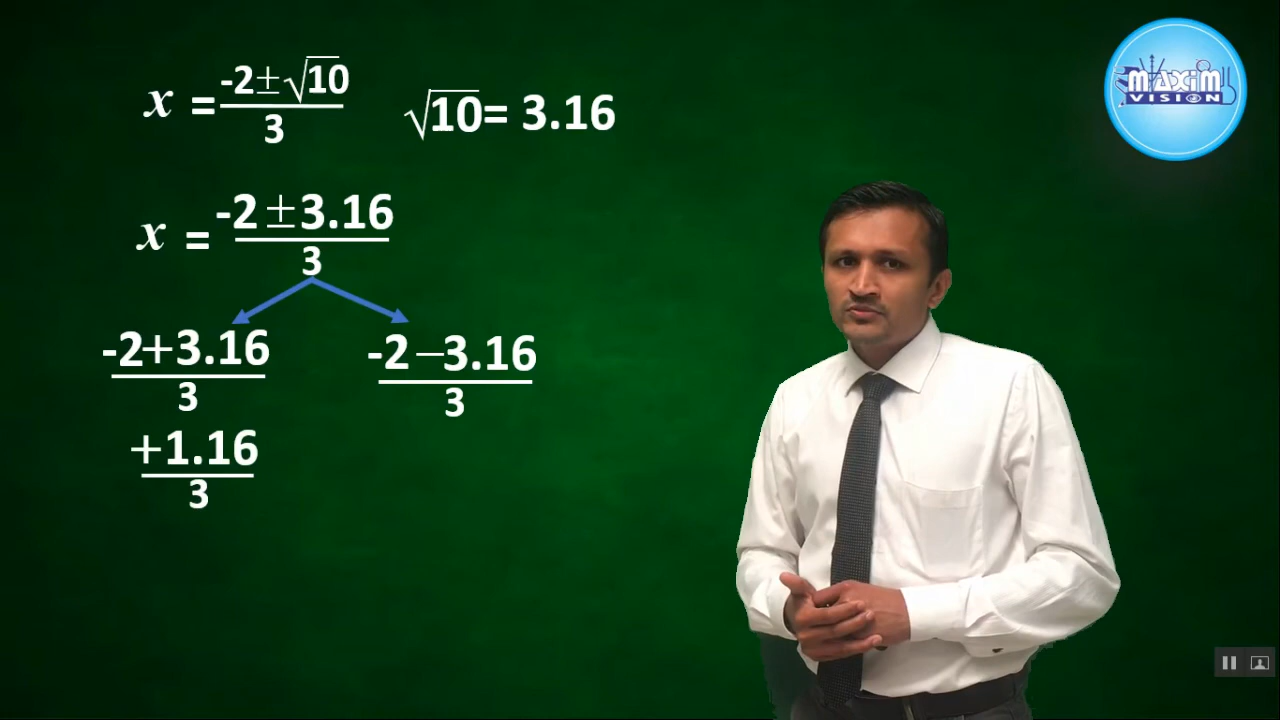 x = -2±√10/3
√10= 3.16
x = -2±3.16/3
-2+3.16/3
-2−3.16/3
+1.16/3
MAXIM
VISION